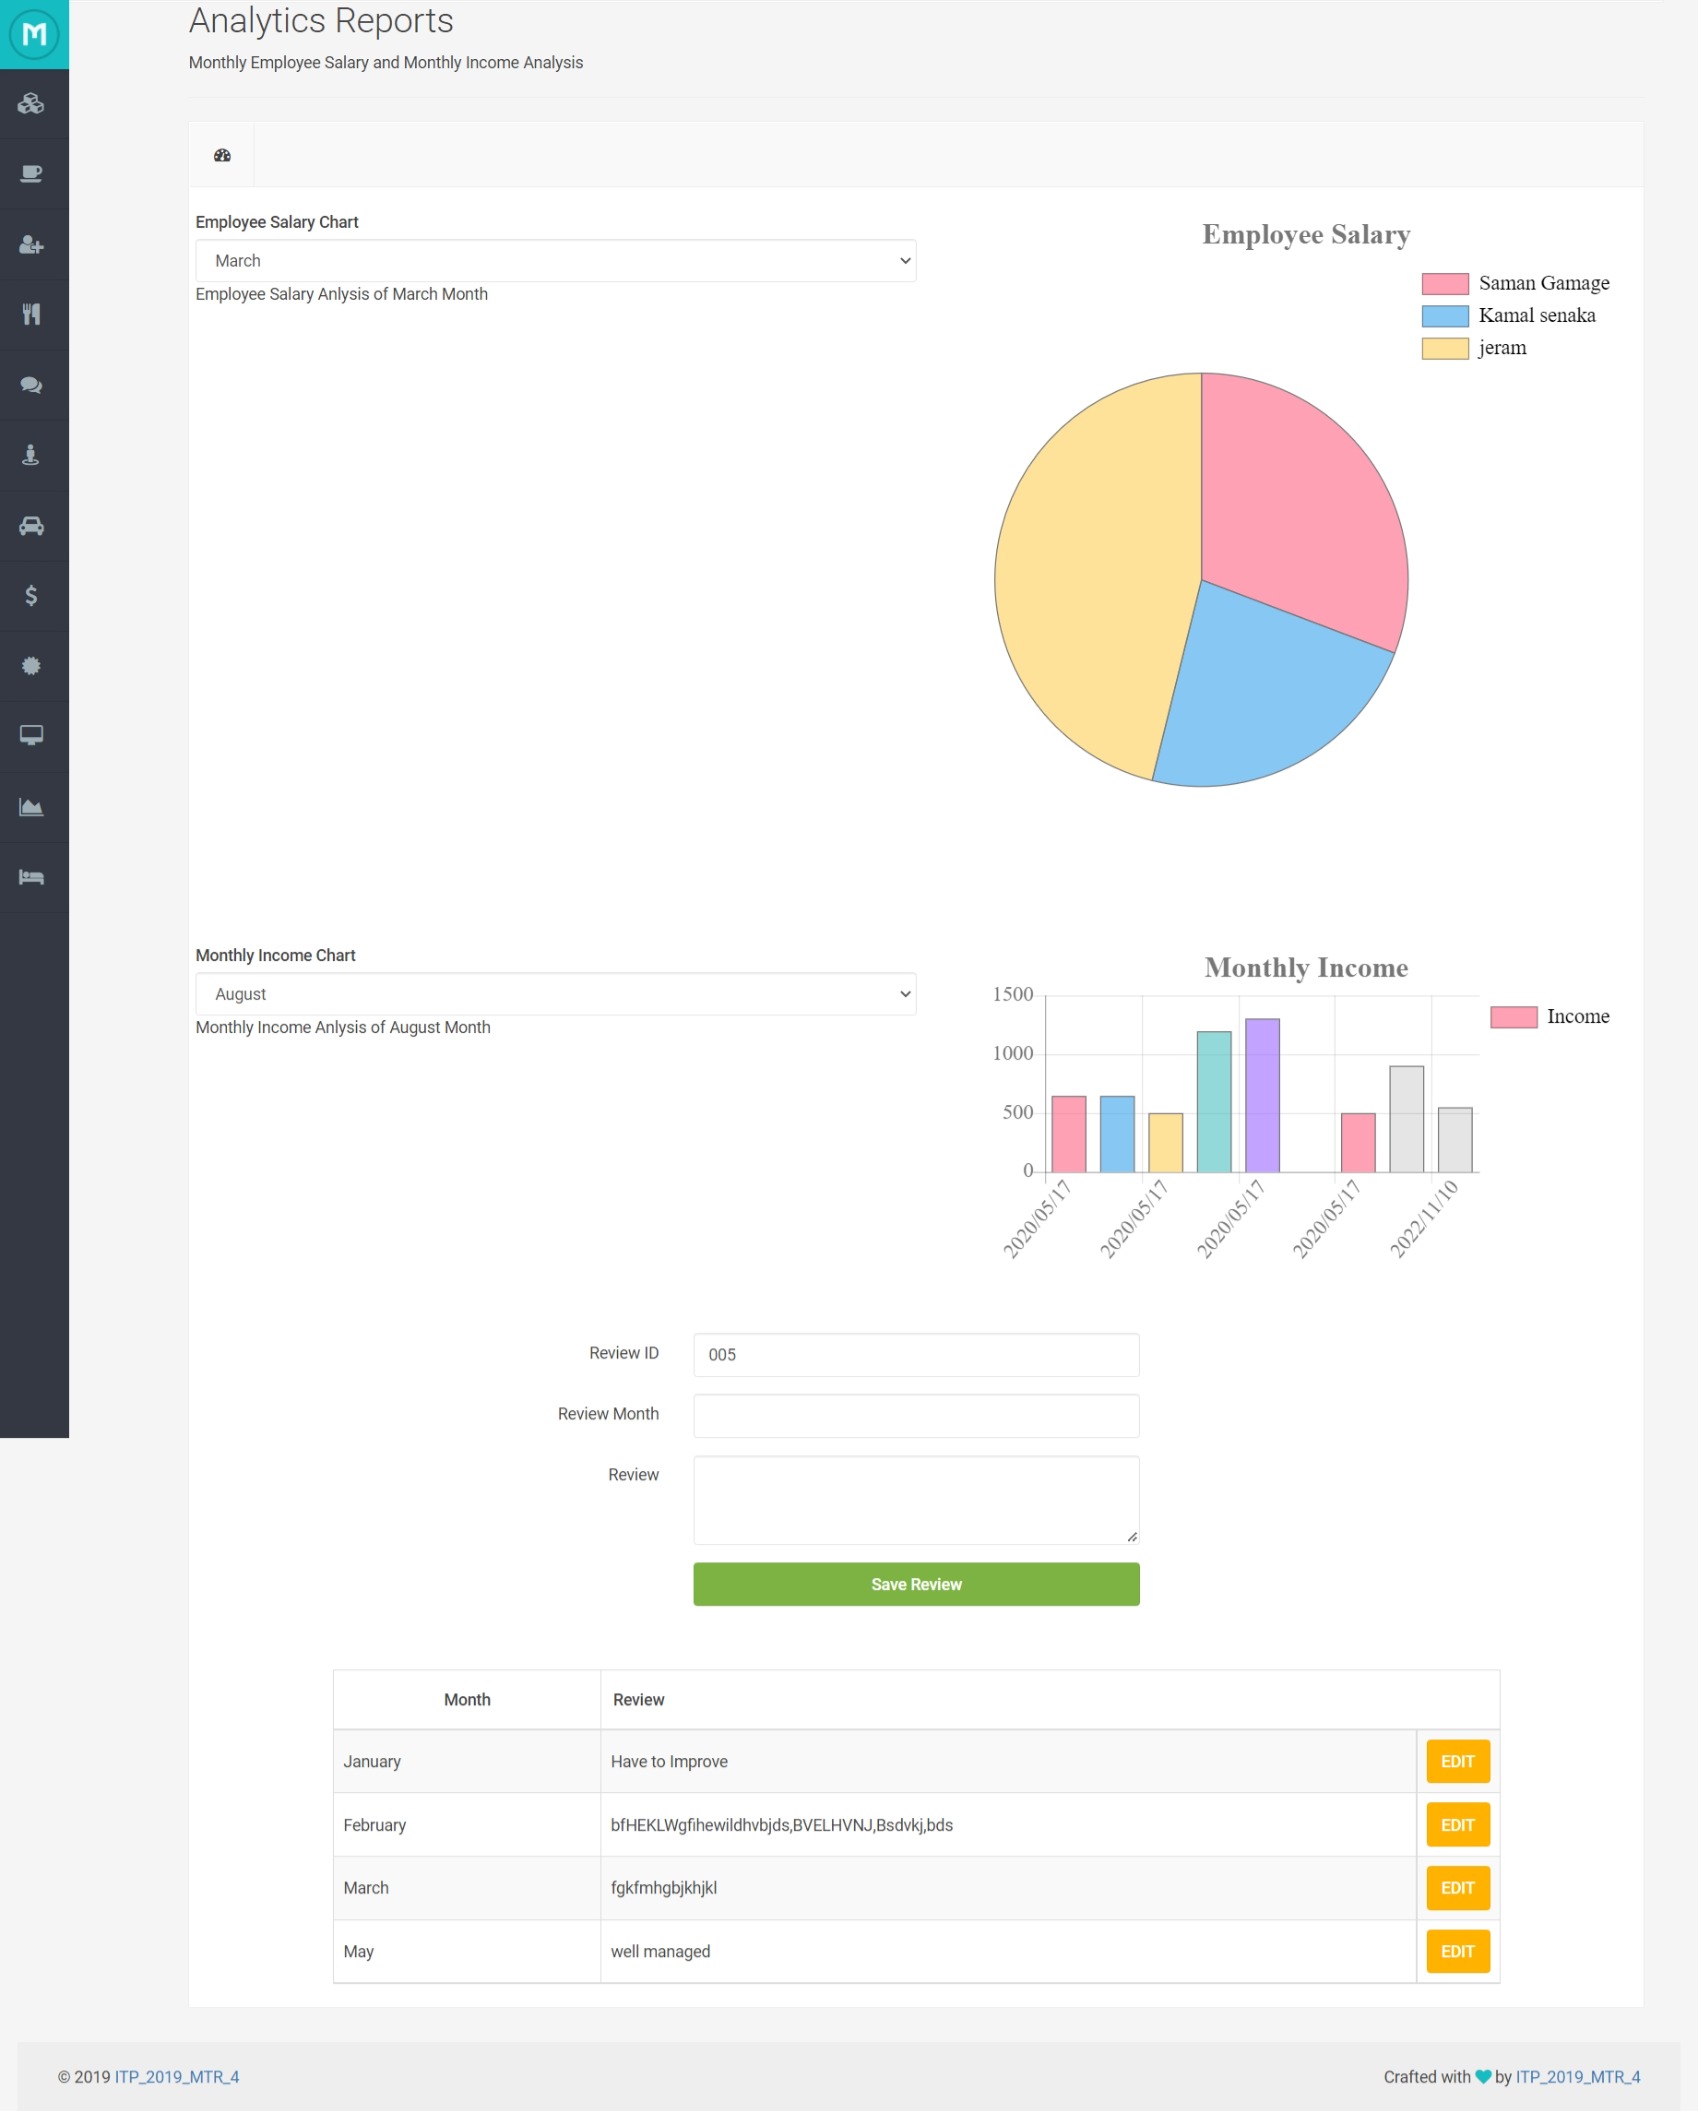 M
Analytics Reports
Monthly Employee Salary and Monthly Income Analysis
Employee Salary Chart
March
Employee Salary Anlysis of March Month
Employee Salary
Saman Gamage
Kamal senaka
jeram
Monthly Income Chart
August
Monthly Income Anlysis of August Month
Monthly Income
Income
1500
1000
500
0
2020/05/17 2020/05/17 2020/05/17 2020/05/17 2022/11/10
Review ID 005
Review Month
Review
Save Review
Month Review
January Have to Improve EDIT
February bfHEKLWgfihewildhvbjds,BVELHVNJ,Bsdvkj,bds EDIT
March fgkfmhgbjkhjkl EDIT
May well managed EDIT
© 2019 ITP_2019_MTR_4 Crafted with by ITP_2019_MTR_4